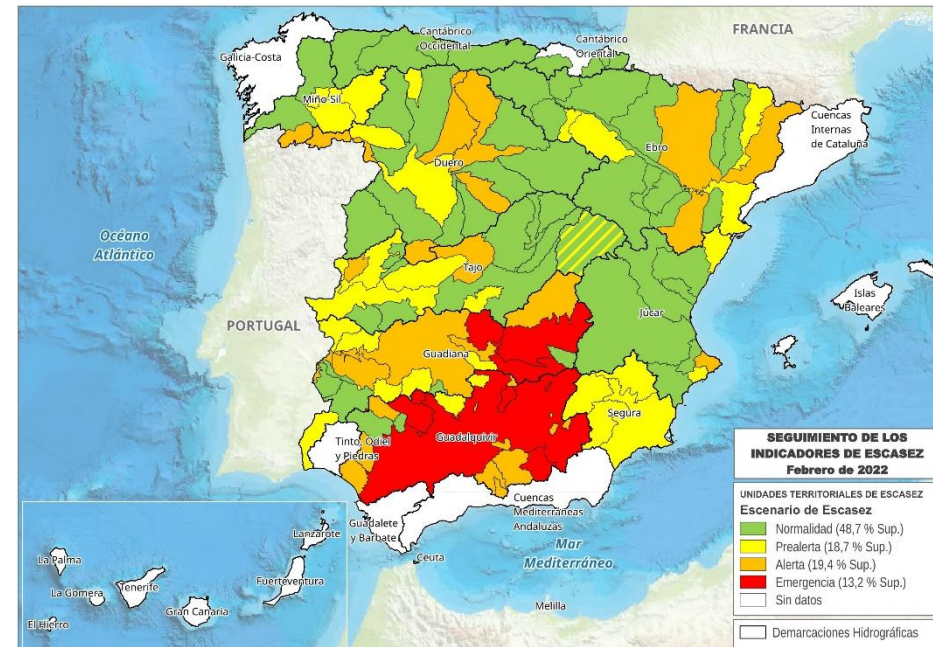 Cantábrico
Occidental
Cantábrico
Oriental
FRANCIA
Galicia-Costa
Miño-Sil
Cuencas
Internas
de Cataluña
Ebro
Duero
Océano
Atlántico
Tajo
Islas
Baleares
Júcar
PORTUGAL
Guadiana
Segura
Guadalquivir
Tinto, Odiel
y Piedras
Cuencas
Mediterráneas
Andaluzas
Guadalete
y Barbate
Mar
Mediterráneo
Ceuta
Melilla
Lanzarote
La Palma
Fuerteventura
La Gomera
Tenerife
Gran Canaria
El Hierro
SEGUIMIENTO DE LOS
INDICADORES DE ESCASEZ
Febrero de 2022
UNIDADES TERRITORIALES DE ESCASEZ
Escenario de Escasez
Normalidad (48,7 % Sup.)
Prealerta (18,7 % Sup.)
Alerta (19,4 % Sup.)
Emergencia (13,2 % Sup.)
Sin datos
Demarcaciones Hidrográficas